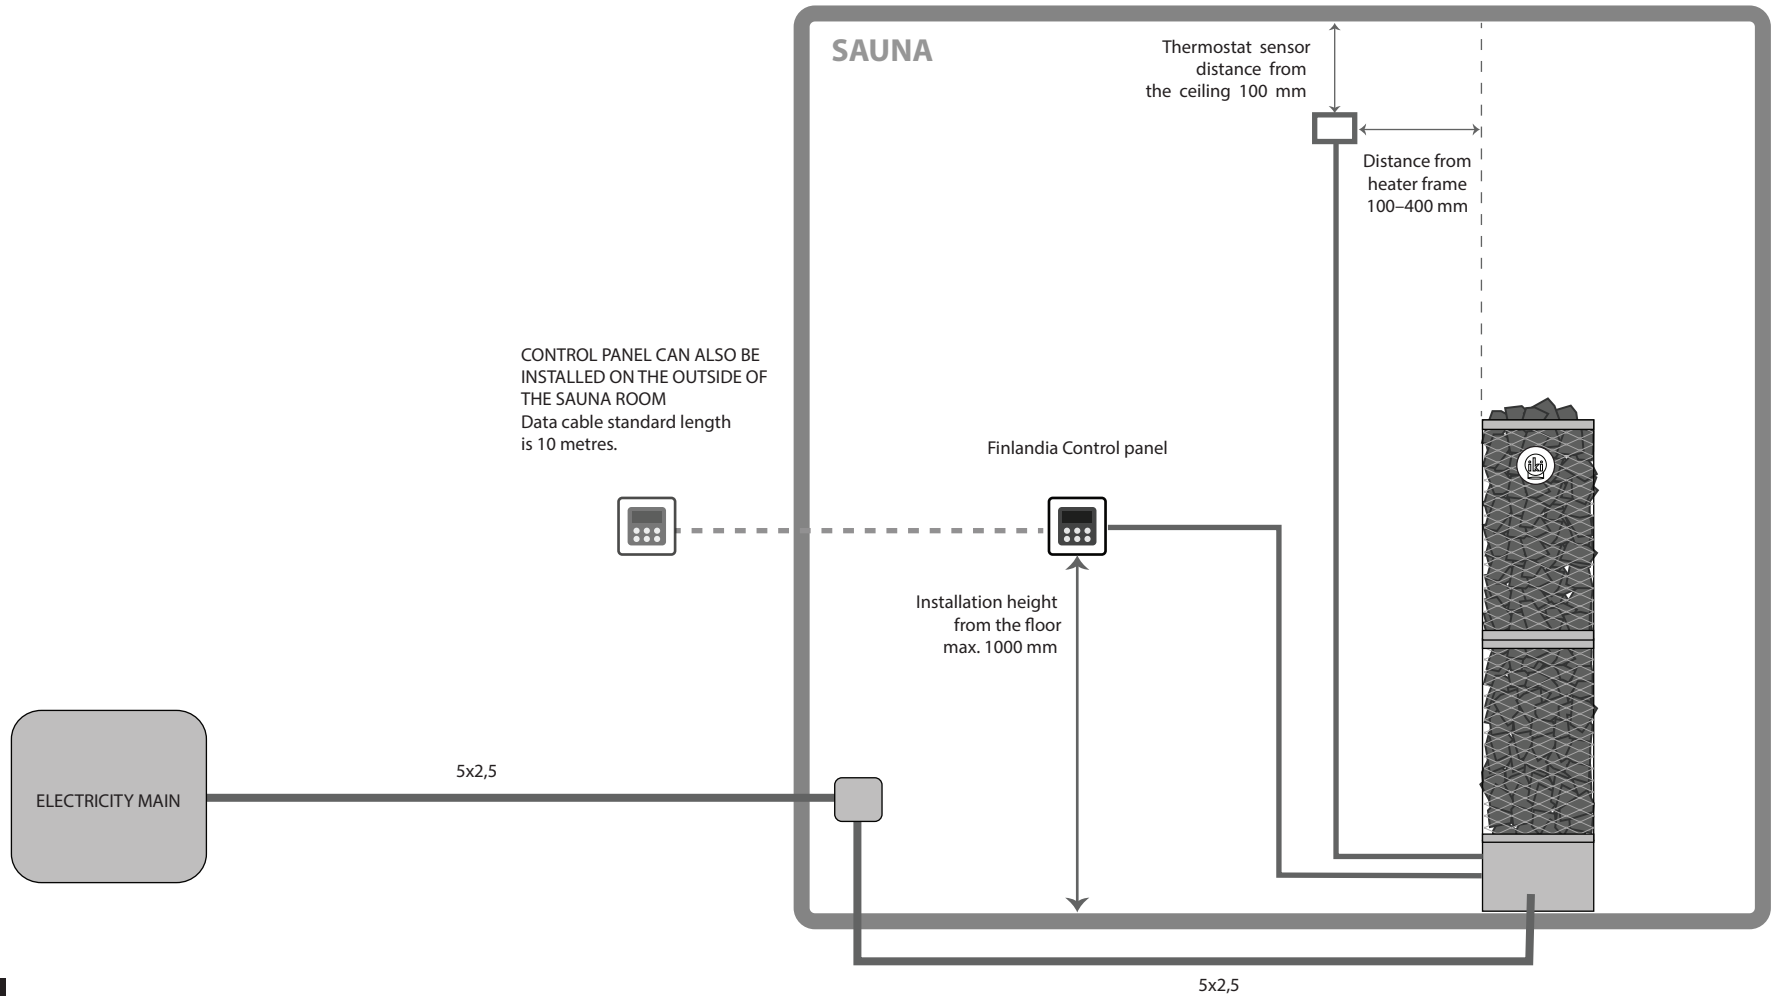 SAUNA
Thermostat sensor
distance from
the ceiling 100 mm
Distance from
heater frame
100–400 mm
CONTROL PANEL CAN ALSO BE
INSTALLED ON THE OUTSIDE OF
THE SAUNA ROOM
Data cable standard length
is 10 metres.
Finlandia Control panel
iki
Installation height
from the floor
max. 1000 mm
5x2,5
ELECTRICITY MAIN
5x2,5